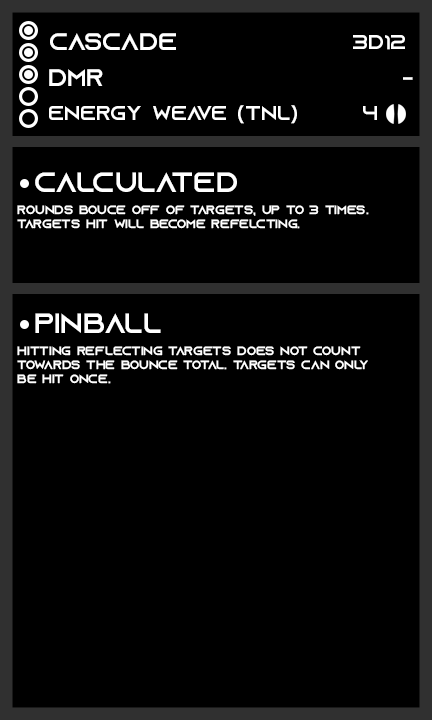 CASCADE 3D12
DMR -
ENERGY WEAVE (TNL) 4
•CALCULATED
ROUNDS BOUCE OFF OF TARGETS, UP TO 3 TIMES.
TARGETS HIT WILL BECOME REFELCTING.
•PINBALL
HITTING REFLECTING TARGETS DOES NOT COUNT
TOWARDS THE BOUNCE TOTAL. TARGETS CAN ONLY
BE HIT ONCE.